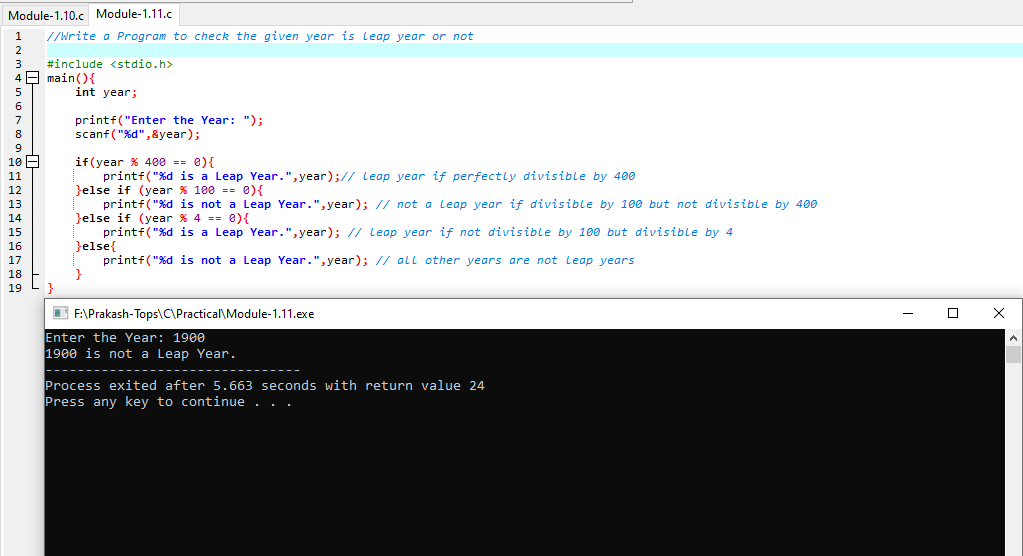 Module-1.10.c Module-1.11.c
1 //Write a Program to check the given year is leap year or not
2
3 #include <stdio.h>
4 main(){
5 int year;
6
7 printf("Enter the Year: ");
8 scanf("%d",&year);
9
10 if(year % 400 == 0){
11 printf("%d is a Leap Year.",year);// leap year if perfectly divisible by 400
12 }else if (year % 100 == 0){
13 printf("%d is not a Leap Year.",year); // not a leap year if divisible by 100 but not divisible by 400
14 }else if (year % 4 == 0){
15 printf("%d is a Leap Year.",year); // leap year if not divisible by 100 but divisible by 4
16 }else{
17 printf("%d is not a Leap Year.",year); // all other years are not leap years
18 }
19 }
F:\Prakash-Tops\C\Practical\Module-1.11.exe
Enter the Year: 1900
1900 is not a Leap Year.
--------------------------------
Process exited after 5.663 seconds with return value 24
Press any key to continue . . .